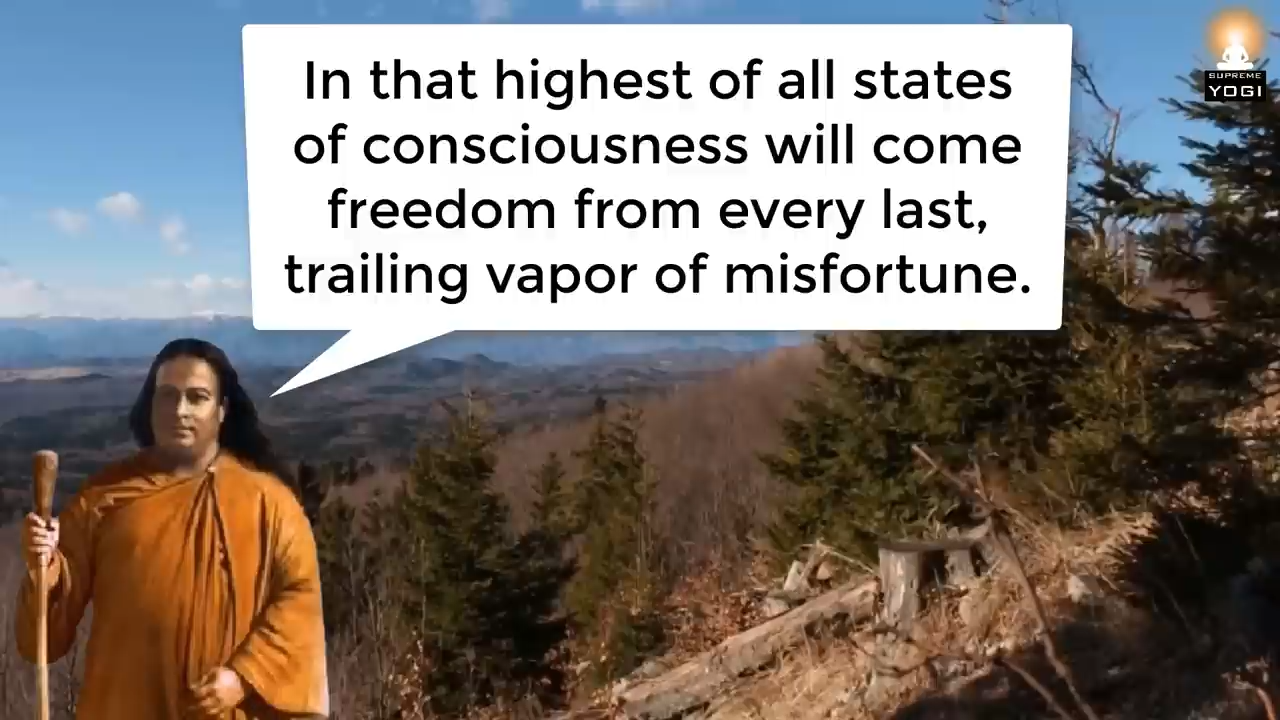 In that highest of all states
of consciousness will come
freedom from every last,
trailing vapor of misfortune.
SUPREME
YOGI